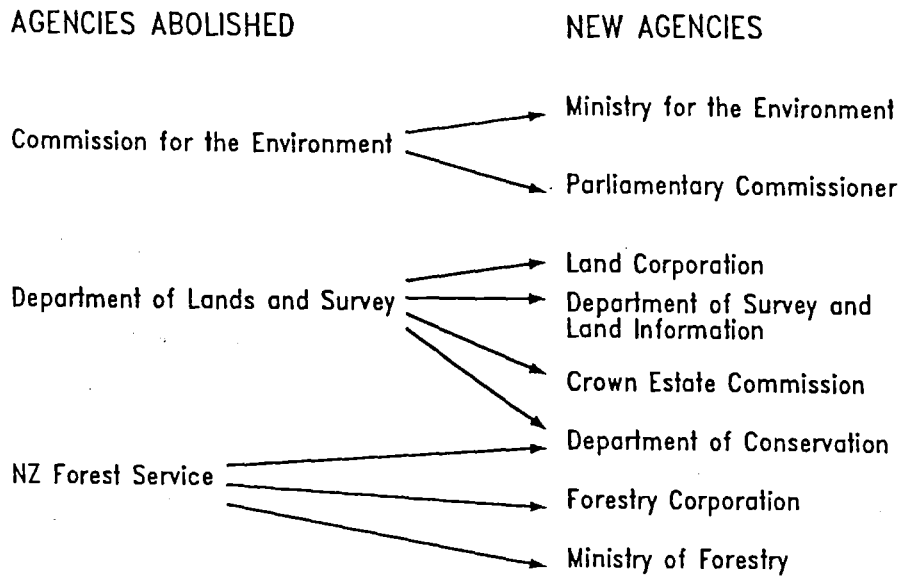 AGENCIES ABOLISHED
NEW AGENCIES
Commission for the Environment
Ministry for the Environment
Parliamentary Commissioner
Department of Lands and Survey
Land Corporation
Department of Survey and
Land Information
Crown Estate Commission
Department of Conservation
NZ Forest Service
Forestry Corporation
Ministry of Forestry